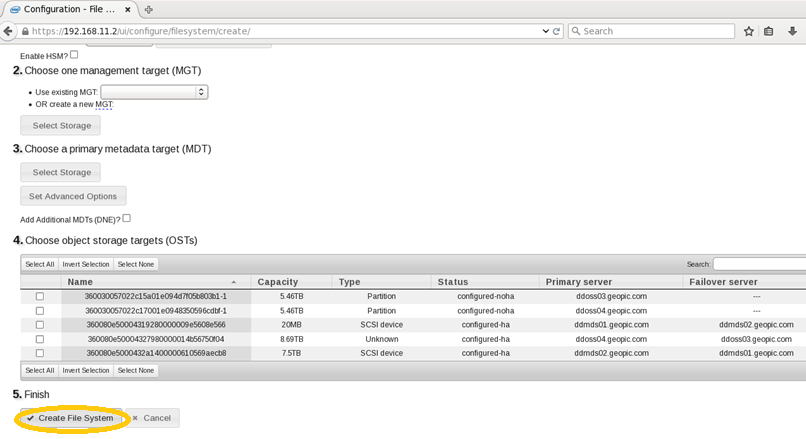 Configuration - File ...
https://192.168.11.2/ui/configure/filesystem/create/
Search
Enable HSM?
2. Choose one management target (MGT)
Use existing MGT:
OR create a new MGT:
Select Storage
3. Choose a primary metadata target (MDT)
Select Storage
Set Advanced Options
Add Additional MDTs (DNE)?
4. Choose object storage targets (OSTs)
Select All Invert Selection Select None Search:
Name Capacity Type Status Primary server Failover server
360030057022c15a01e094d7f05b803b1-1 5.46TB Partition configured-noha ddoss03.geopic.com ---
360030057022c17001e0948350596cdbf-1 5.46TB Partition configured-noha ddoss04.geopic.com ---
360080e50004319280000009e5608e566 20MB SCSI device configured-ha ddmds01.geopic.com ddmds02.geopic.com
360080e50004327980000014b56750f04 8.69TB Unknown configured-ha ddoss04.geopic.com ddoss03.geopic.com
360080e5000432a1400000610569aecb8 7.5TB SCSI device configured-ha ddmds02.geopic.com ddmds01.geopic.com
Select All Invert Selection Select None
5. Finish
Create File System Cancel